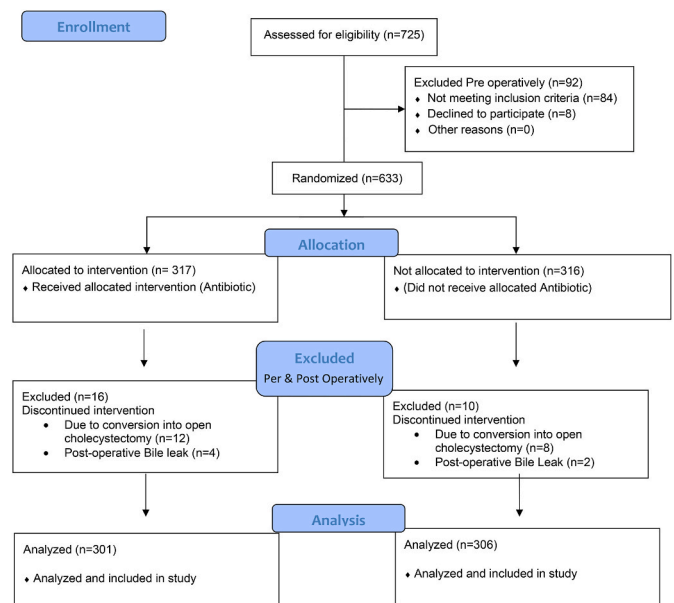 Enrollment
Assessed for eligibility (n=725)
Excluded Pre operatively (n=92)
♦ Not meeting inclusion criteria (n=84)
♦ Declined to participate (n=8)
♦ Other reasons (n=0)
Randomized (n=633)
Allocation
Allocated to intervention (n= 317)
♦ Received allocated intervention (Antibiotic)
Not allocated to intervention (n=316)
♦ (Did not receive allocated Antibiotic)
Excluded
Per & Post Operatively
Excluded (n=16)
Discontinued intervention
• Due to conversion into open
cholecystectomy (n=12)
• Post-operative Bile leak (n=4)
Excluded (n=10)
Discontinued intervention
• Due to conversion into open
cholecystectomy (n=8)
• Post-operative Bile Leak (n=2)
Analysis
Analyzed (n=301)
♦ Analyzed and included in study
Analyzed (n=306)
♦ Analyzed and included in study